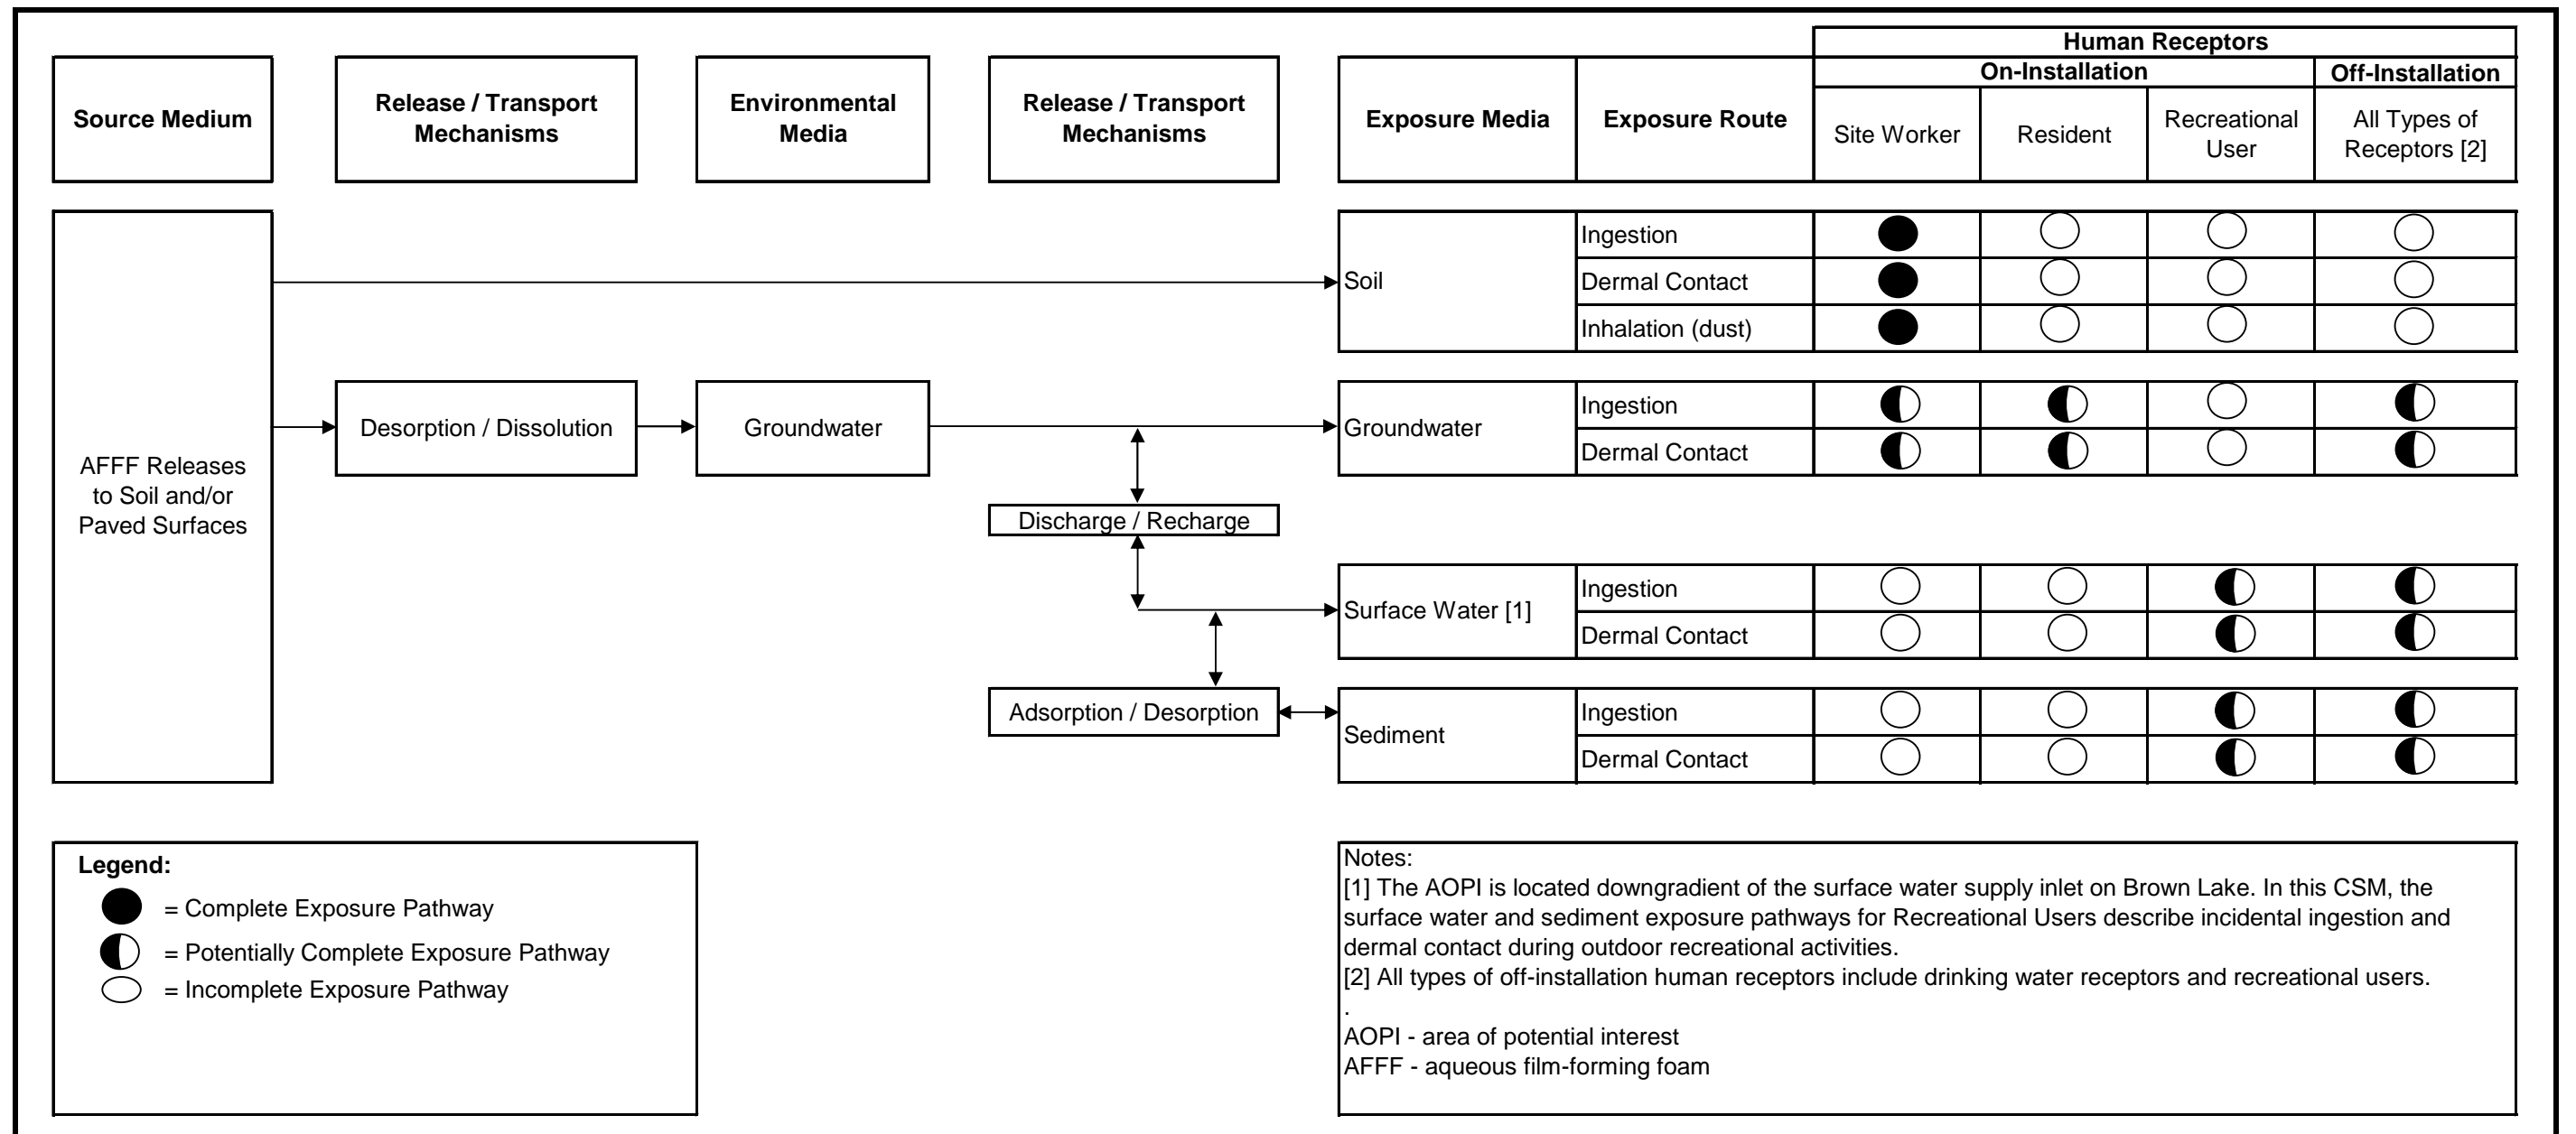 Human Receptors
On-Installation
Off-Installation
Source Medium
Release / Transport
Mechanisms
Environmental
Media
Release / Transport
Mechanisms
Exposure Media
Exposure Route
Site Worker
Resident
Recreational
User
All Types of
Receptors [2]
AFFF Releases
to Soil and/or
Paved Surfaces
Soil
Ingestion
Dermal Contact
Inhalation (dust)
Desorption / Dissolution
Groundwater
Groundwater
Ingestion
Dermal Contact
Discharge / Recharge
Surface Water [1]
Ingestion
Dermal Contact
Adsorption / Desorption
Sediment
Ingestion
Dermal Contact
Legend:
= Complete Exposure Pathway
= Potentially Complete Exposure Pathway
= Incomplete Exposure Pathway
Notes:
[1] The AOPI is located downgradient of the surface water supply inlet on Brown Lake. In this CSM, the
surface water and sediment exposure pathways for Recreational Users describe incidental ingestion and
dermal contact during outdoor recreational activities.
[2] All types of off-installation human receptors include drinking water receptors and recreational users.
.
AOPI - area of potential interest
AFFF - aqueous film-forming foam